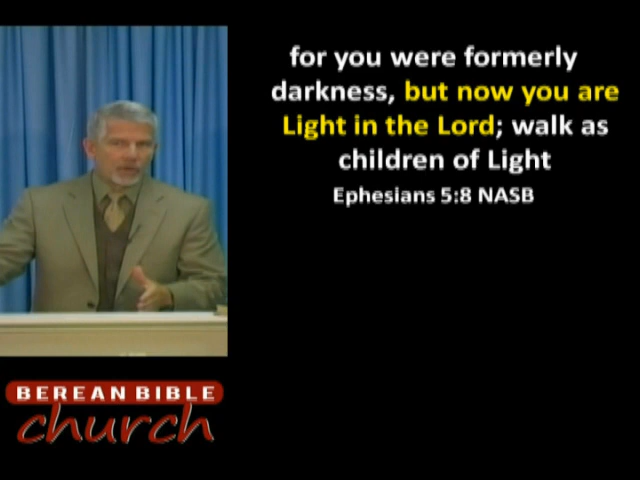 for you were formerly
darkness, but now you are
Light in the Lord; walk as
children of Light
Ephesians 5:8 NASB
BEREAN BIBLE
church